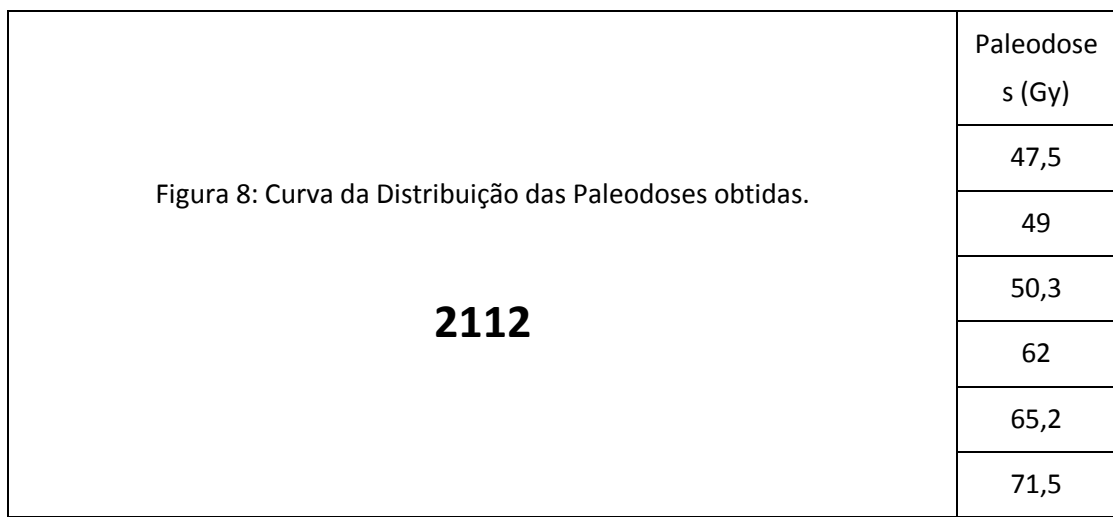 Figura 8: Curva da Distribuição das Paleodoses obtidas.
2112
Paleodose
s (Gy)
47,5
49
50,3
62
65,2
71,5